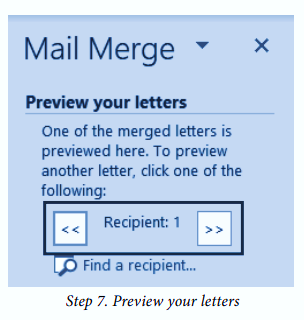 Mail Merge
Preview your letters
One of the merged letters is
previewed here. To preview
another letter, click one of the
following:
<< Recipient: 1 >>
Find a recipient...
Step 7. Preview your letters